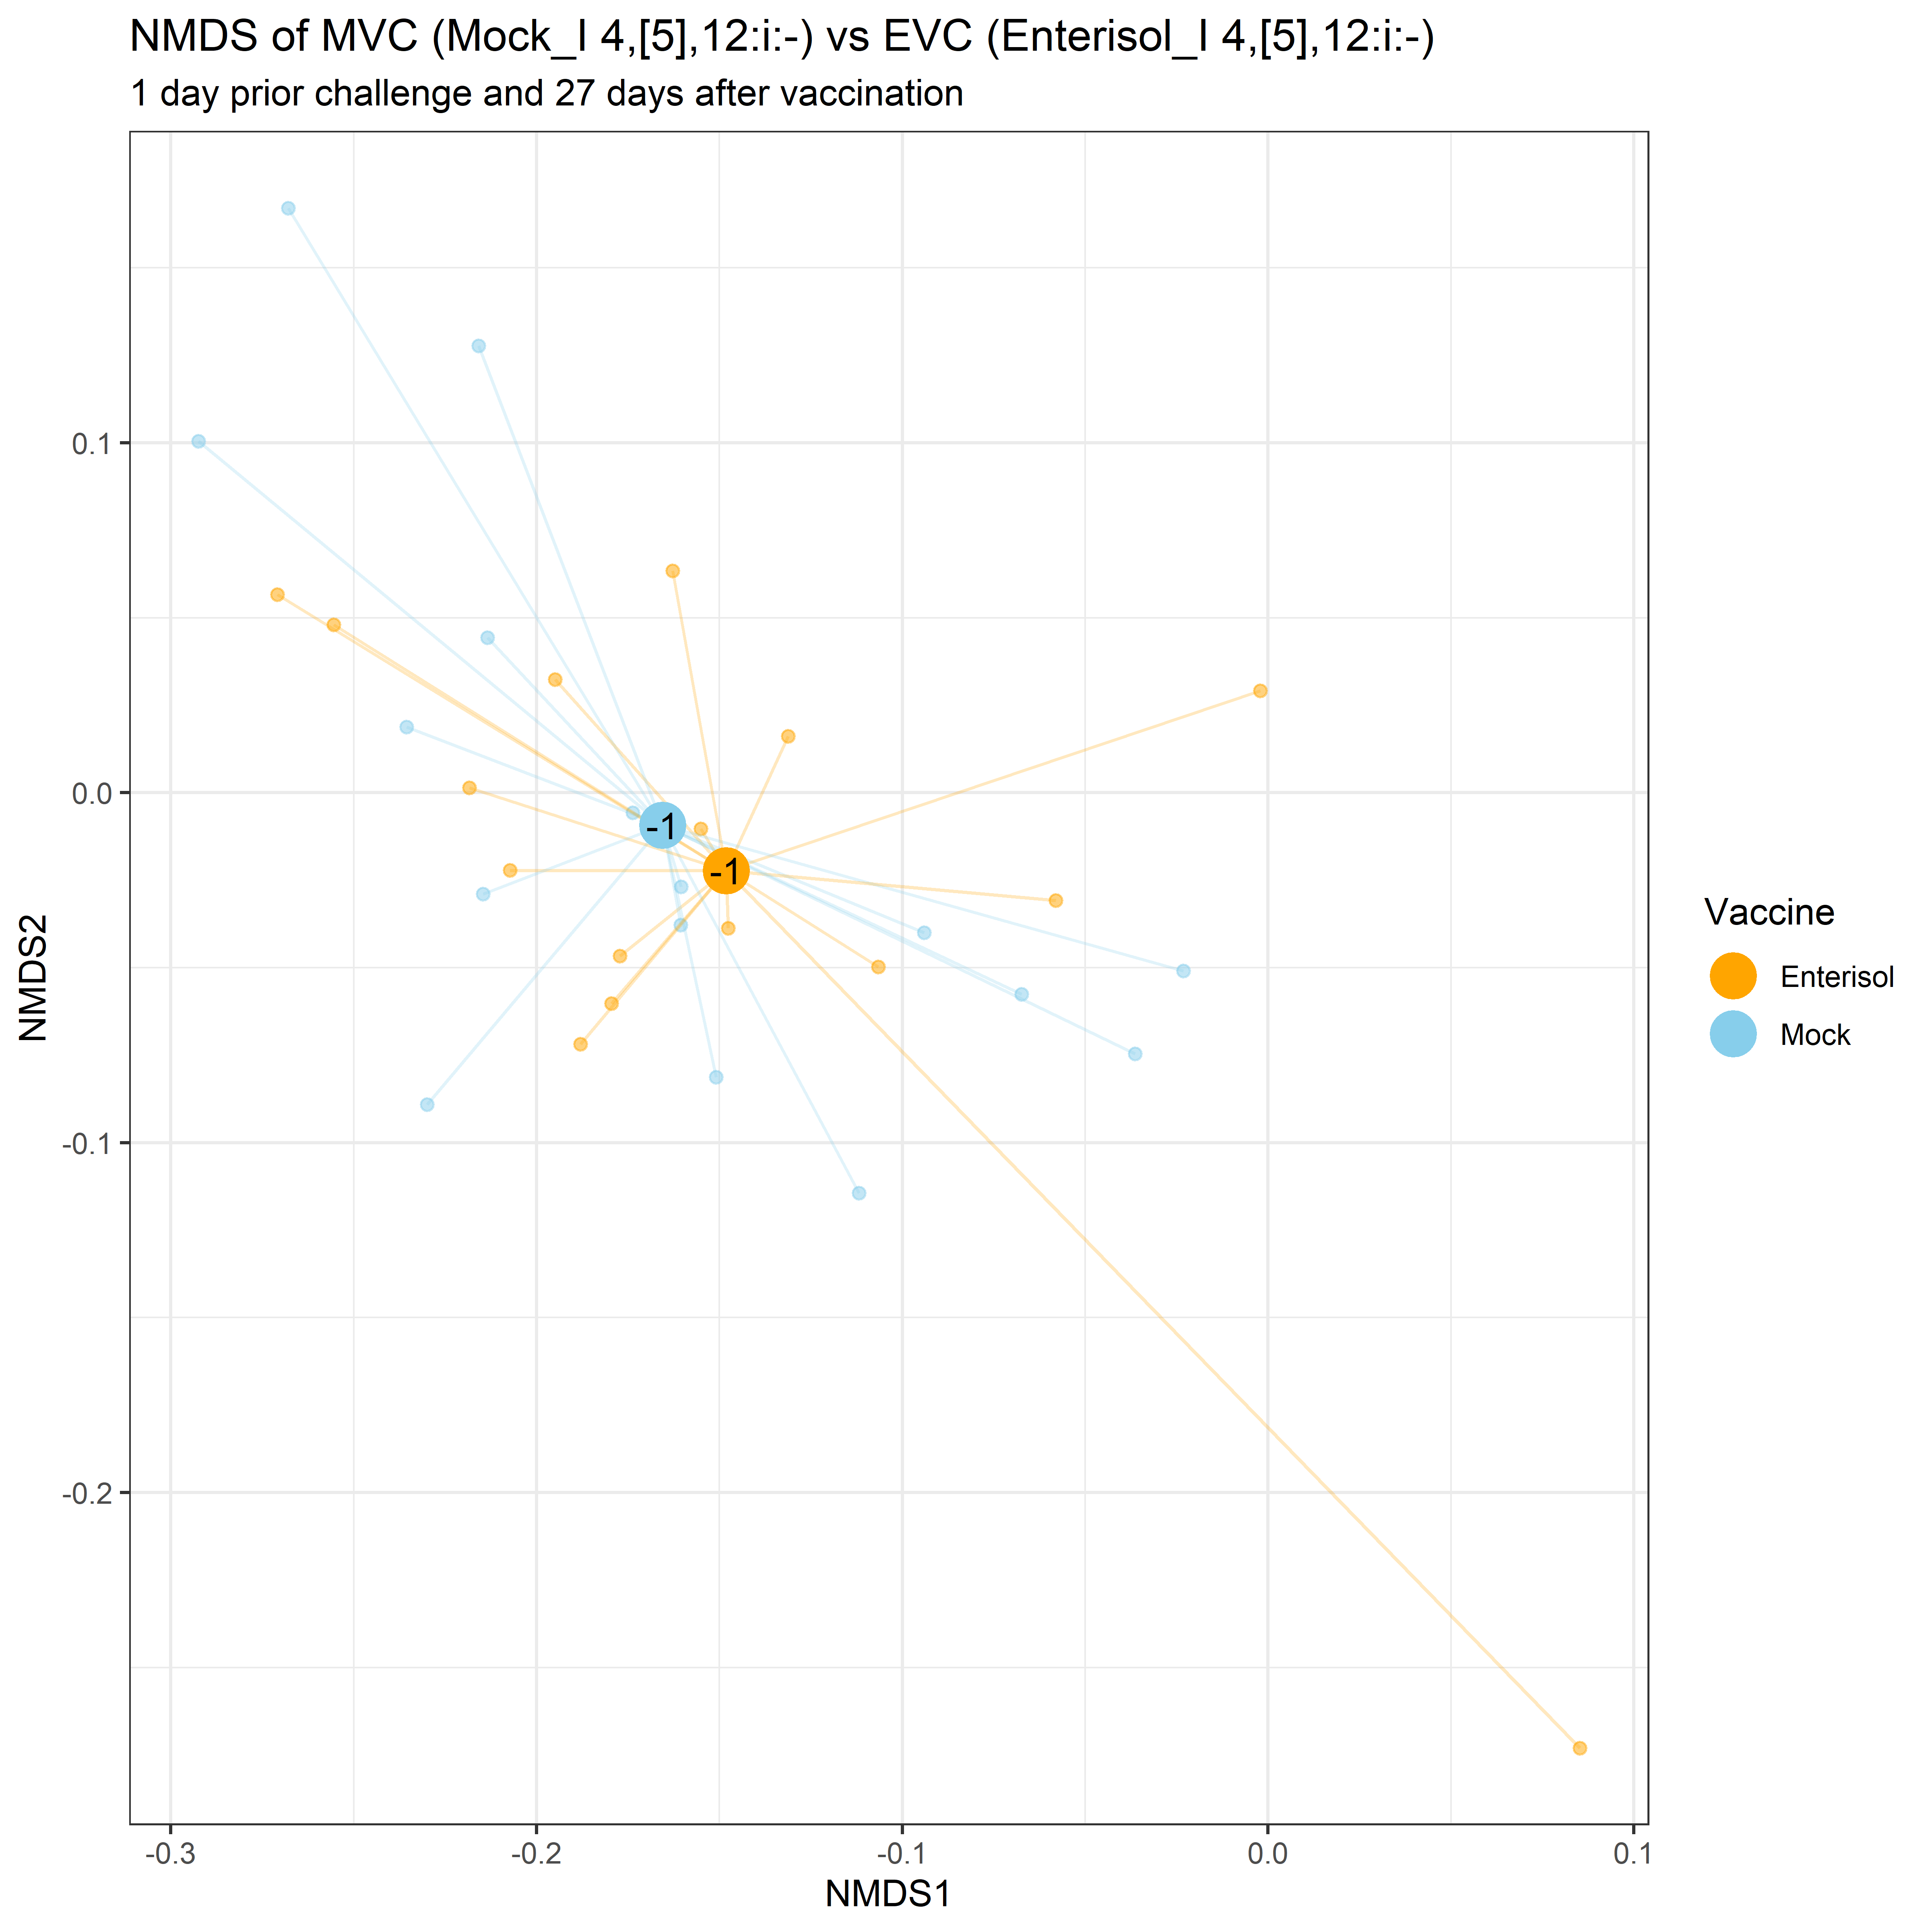 NMDS of MVC (Mock_I 4,[5],12:i:-) vs EVC (Enterisol_I 4,[5],12:i:-)
1 day prior challenge and 27 days after vaccination
NMDS2
0.1
0.0
-0.1
-0.2
-1
-1
-0.3
-0.2
-0.1
0.0
0.1
NMDS1
Vaccine
Enterisol
Mock